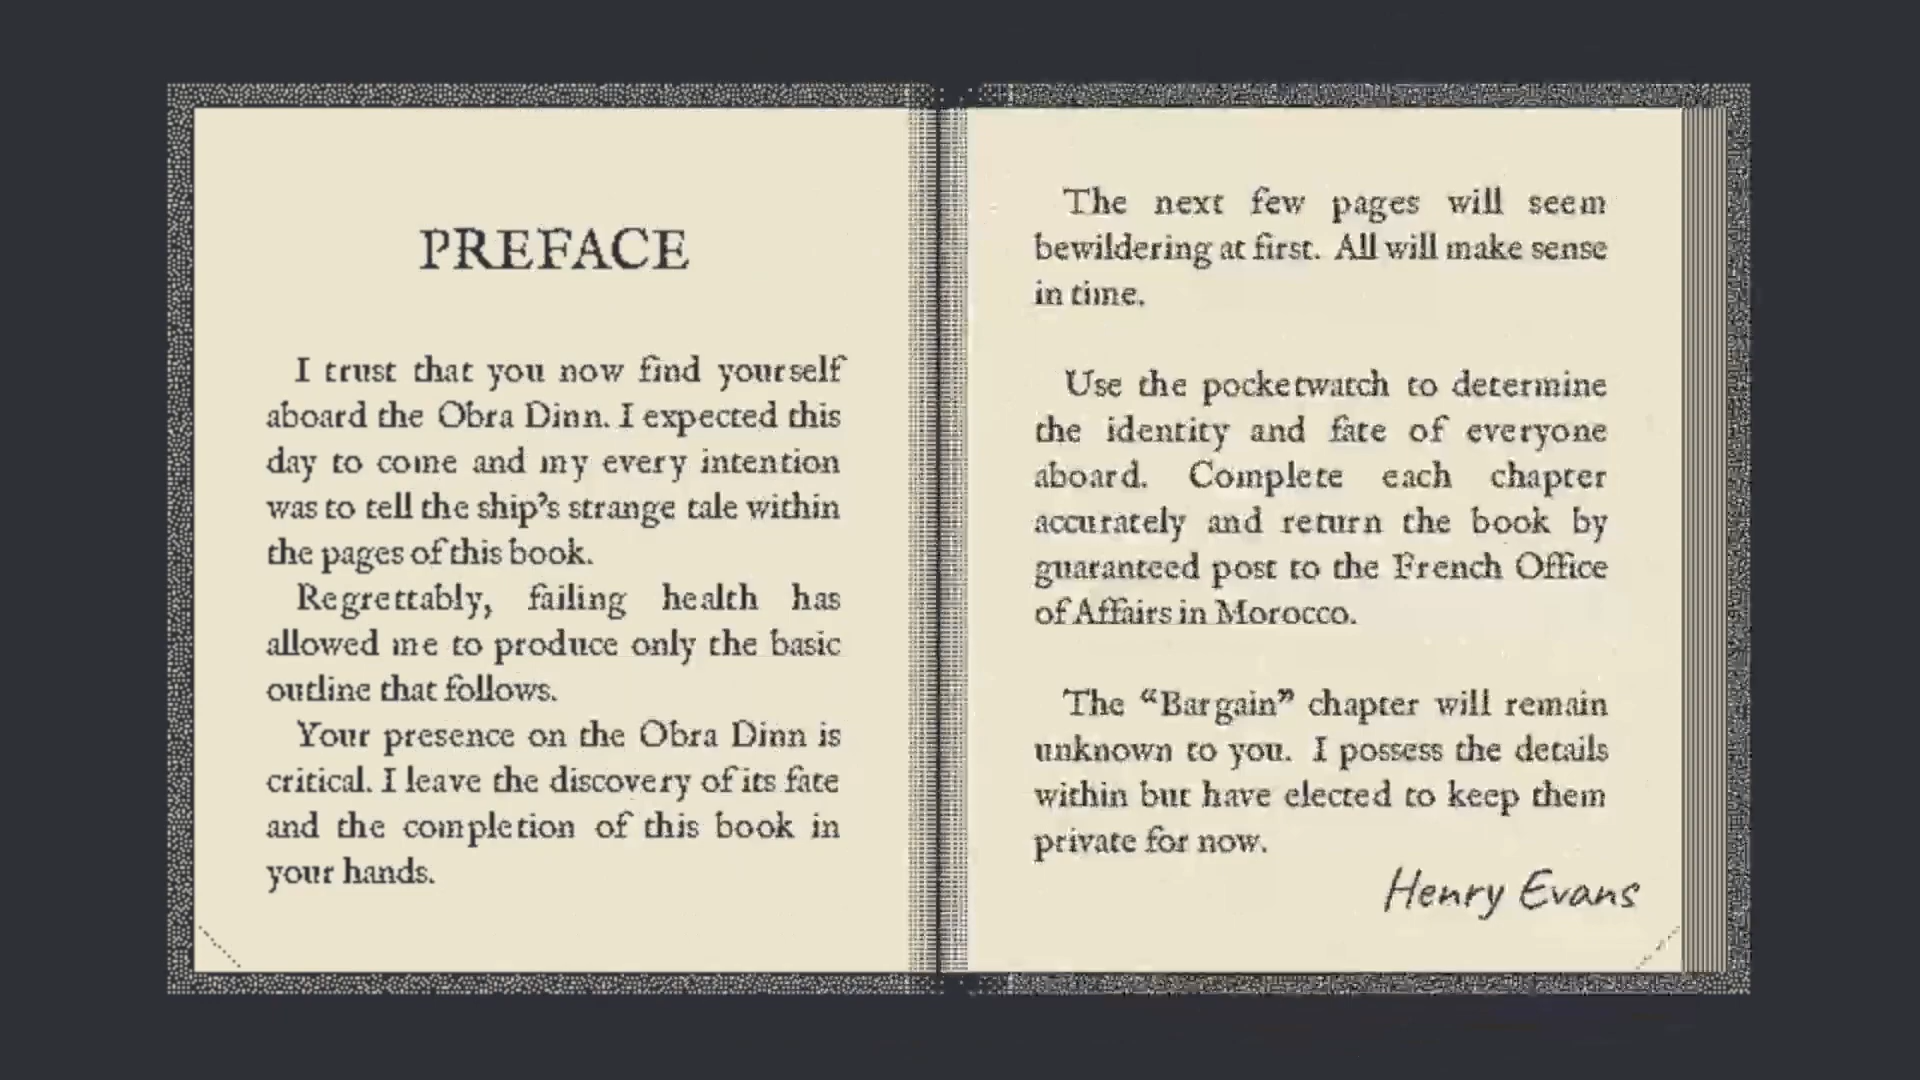 PREFACE
I trust that you now find yourself
aboard the Obra Dinn. I expected this
day to come and my every intention
was to tell the ship's strange tale within
the pages of this book.
Regrettably, failing health has
allowed me to produce only the basic
outline that follows.
Your presence on the Obra Dinn is
critical. I leave the discovery of its fate
and the completion of this book in
your hands.
The next few pages will seem
bewildering at first. All will make sense
in time.
Use the pocketwatch to determine
the identity and fate of everyone
aboard. Complete each chapter
accurately and return the book by
guaranteed post to the French Office
of Affairs in Morocco.
The “Bargain” chapter will remain
unknown to you. I possess the details
within but have elected to keep them
private for now.
Henry Evans